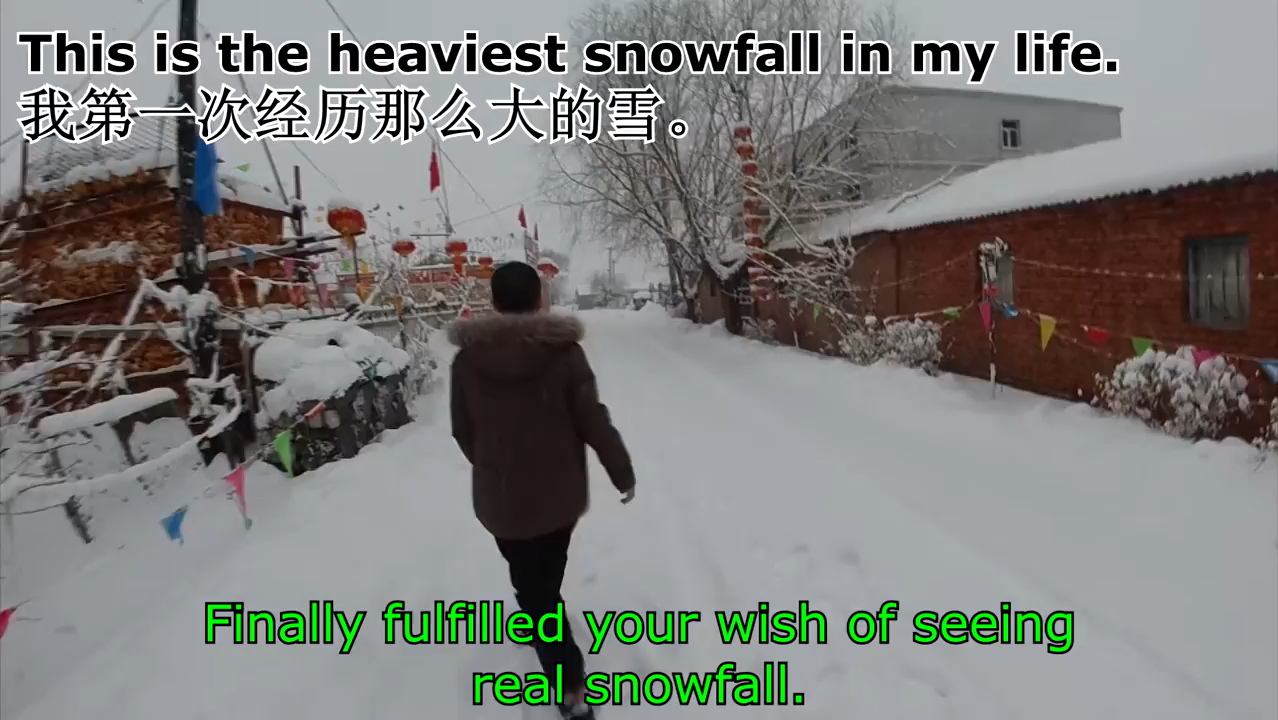 This is the heaviest snowfall in my life.
我第一次经历那么大的雪。
Finally fulfilled your wish of seeing
real snowfall.